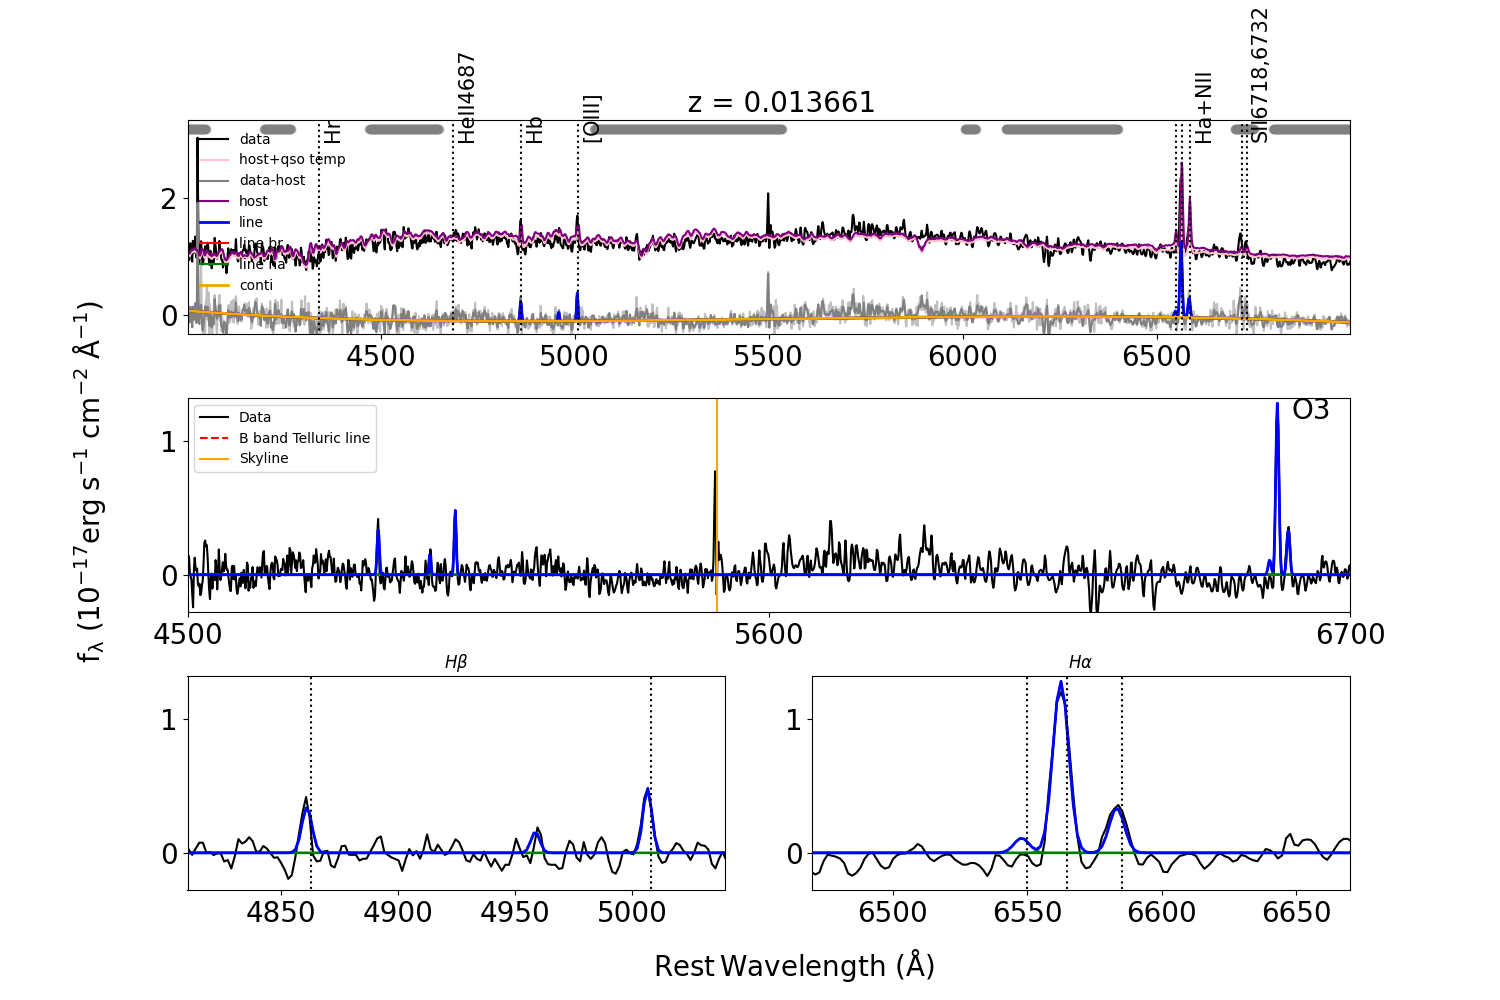 z = 0.013661
Hr
HeII4687
Hb
[OIII]
Ha+NII
SII6718,6732
data
host+qso temp
data-host
host
line
line br
line na
conti
2
0
4500 5000 5500 6000 6500
fλ (10⁻¹⁷erg s⁻¹ cm⁻² Å⁻¹)
O3
Data
B band Telluric line
Skyline
1
0
4500 5600 6700
Hβ
1
0
4850 4900 4950 5000
Hα
1
0
6500 6550 6600 6650
Rest Wavelength (Å)